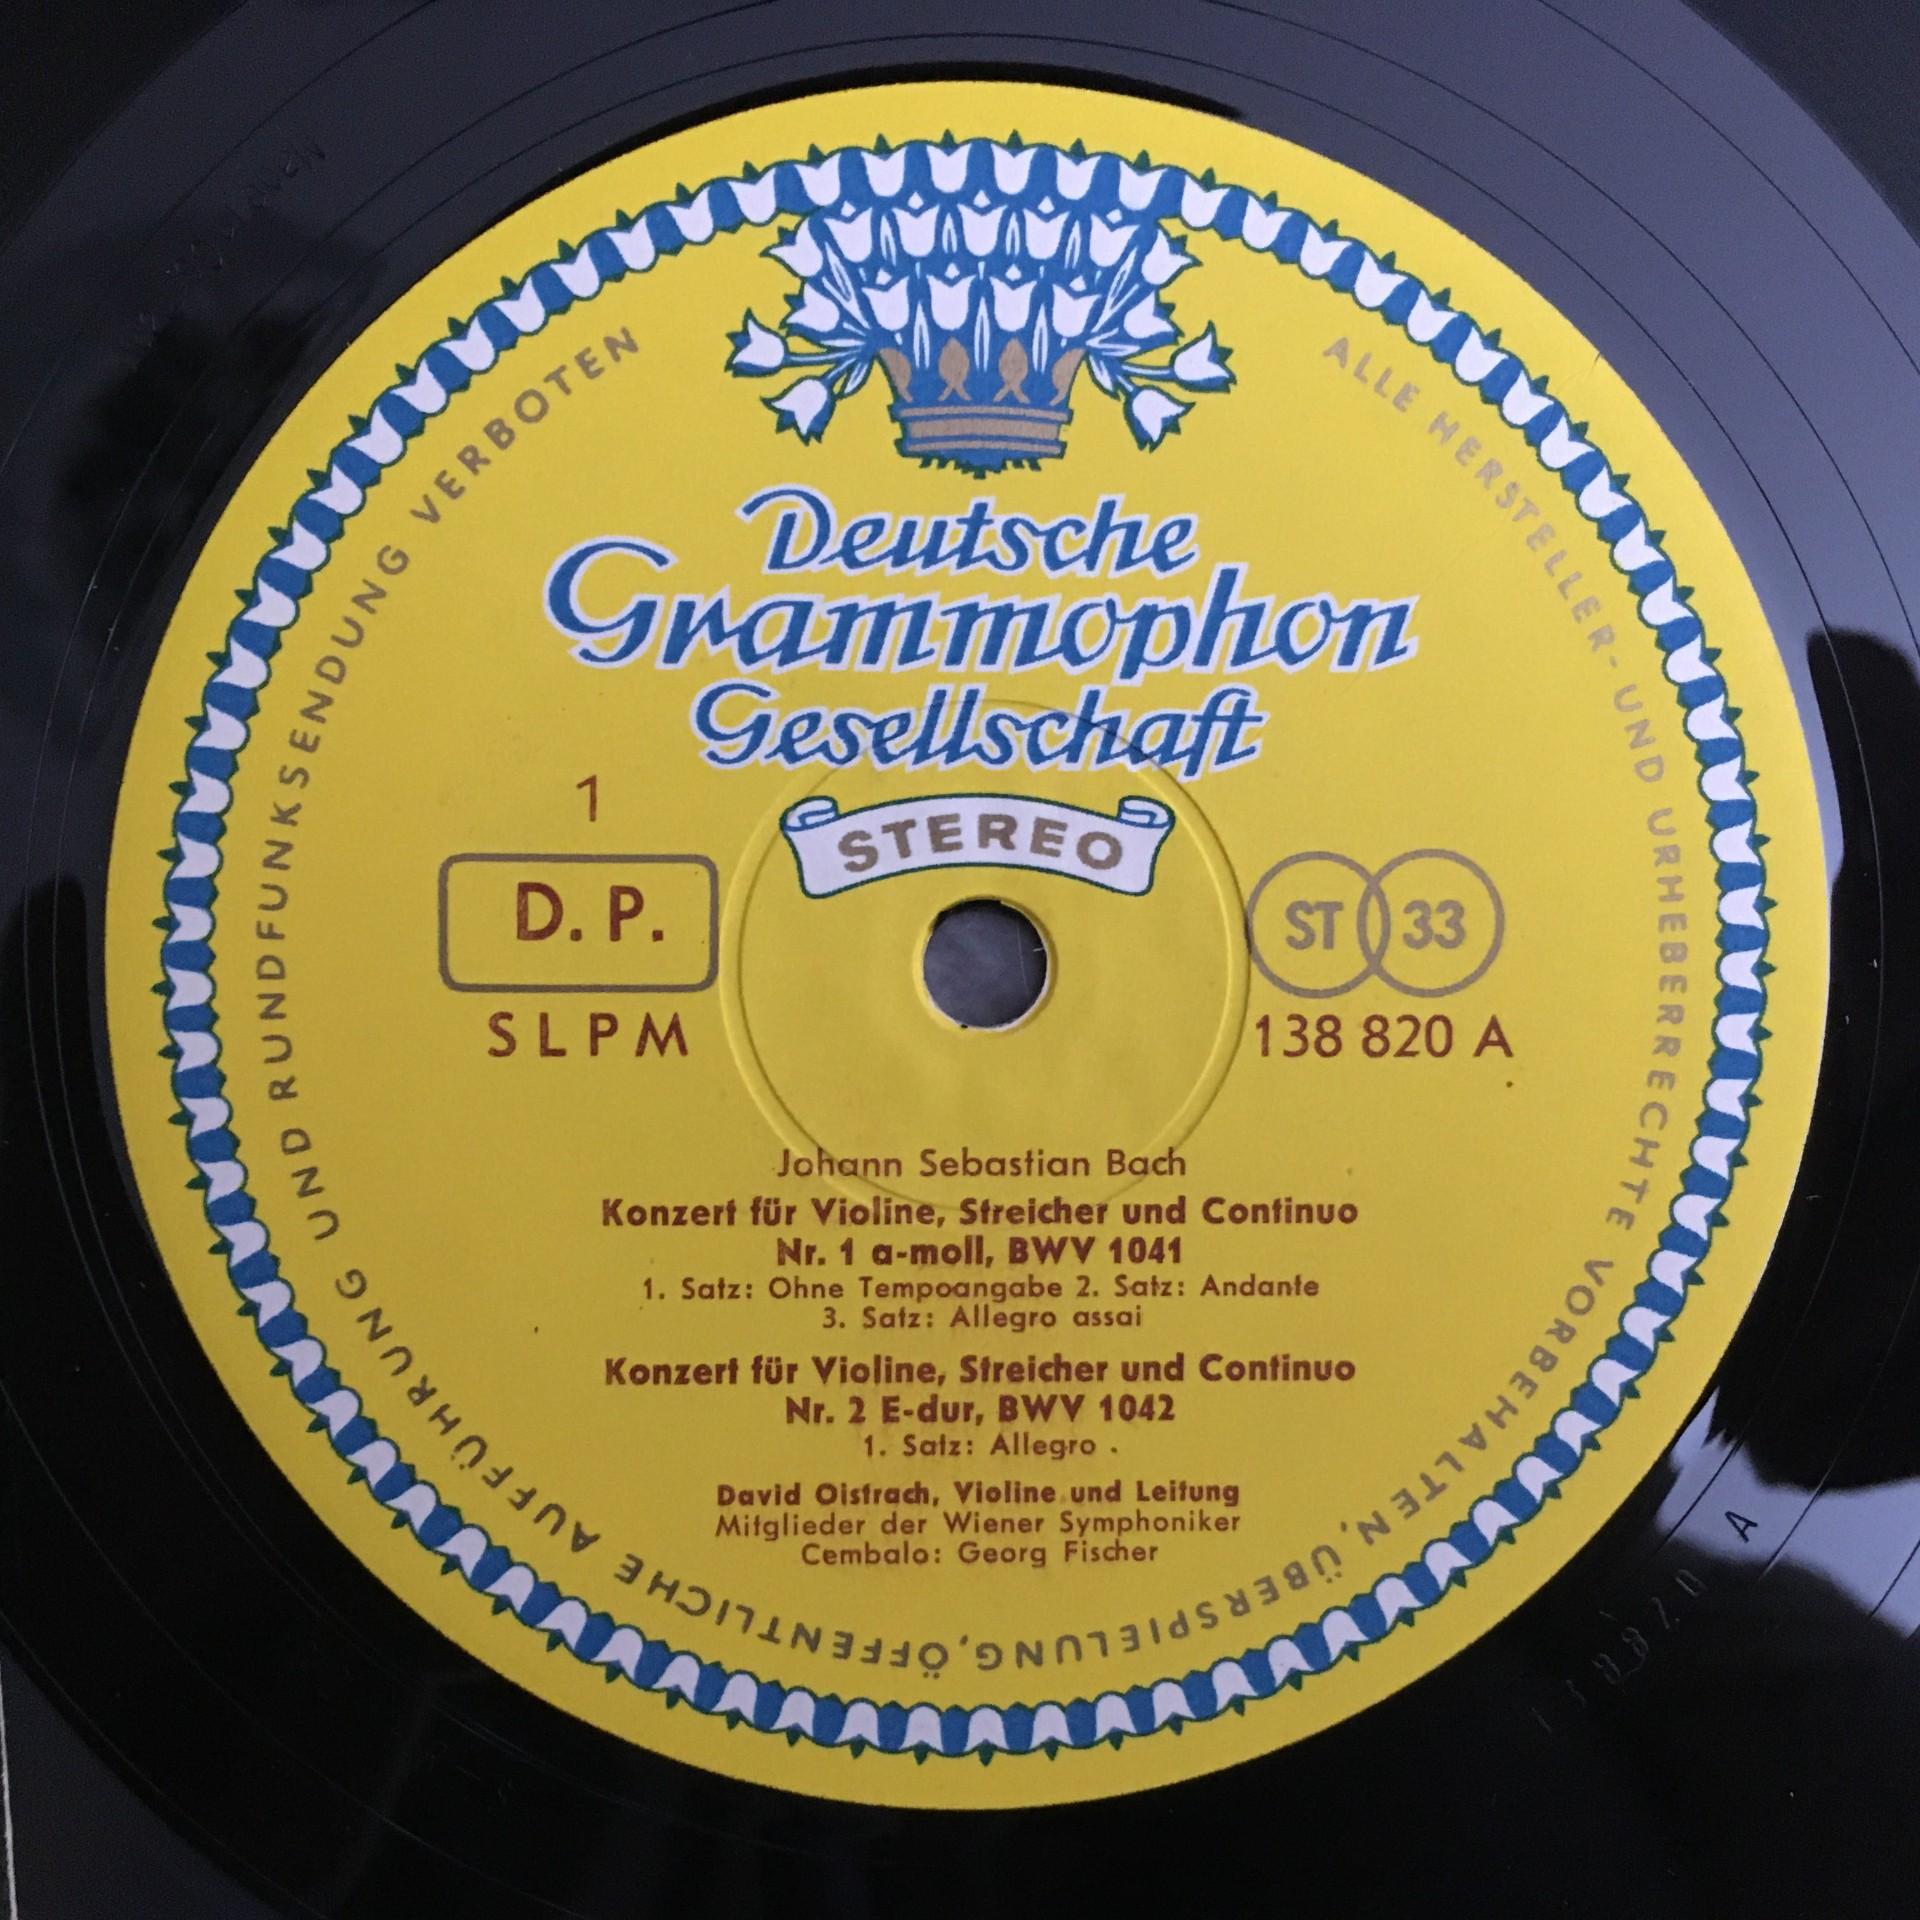 Deutsche
Grammophon
Gesellschaft
STEREO
1
D. P.
SLPM
ST 33
138 820 A
Johann Sebastian Bach
Konzert für Violine, Streicher und Continuo
Nr. 1 a-moll, BWV 1041
1. Satz: Ohne Tempoangabe 2. Satz: Andante
3. Satz: Allegro assai
Konzert für Violine, Streicher und Continuo
Nr. 2 E-dur, BWV 1042
1. Satz: Allegro .
David Oistrach, Violine und Leitung
Mitglieder der Wiener Symphoniker
Cembalo: Georg Fischer
ALLE HERSTELLER- UND URHEBERRECHTE VORBEHALTEN, ÜBERSPIELUNG, ÖFFENTLICHE AUFFÜHRUNG UND RUNDFUNKSENDUNG VERBOTEN
138820 A